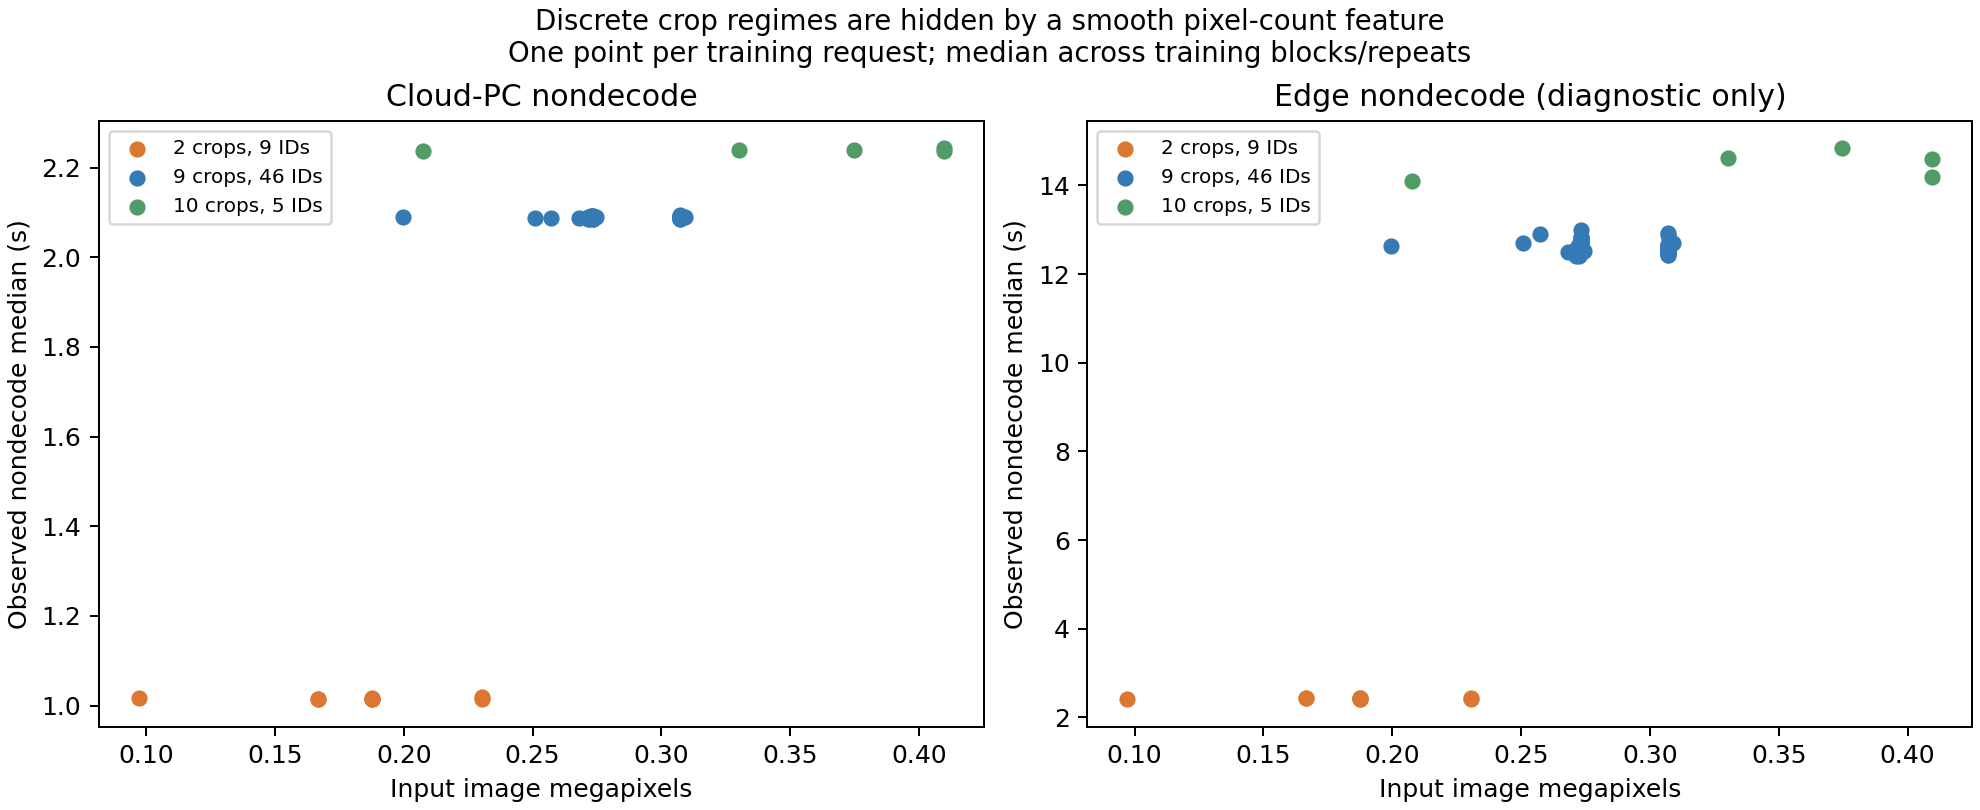 Discrete crop regimes are hidden by a smooth pixel-count feature
One point per training request; median across training blocks/repeats
Cloud-PC nondecode
2 crops, 9 IDs
9 crops, 46 IDs
10 crops, 5 IDs
Observed nondecode median (s)
2.2
2.0
1.8
1.6
1.4
1.2
1.0
0.10
0.15
0.20
0.25
0.30
0.35
0.40
Input image megapixels
Edge nondecode (diagnostic only)
2 crops, 9 IDs
9 crops, 46 IDs
10 crops, 5 IDs
Observed nondecode median (s)
14
12
10
8
6
4
2
0.10
0.15
0.20
0.25
0.30
0.35
0.40
Input image megapixels